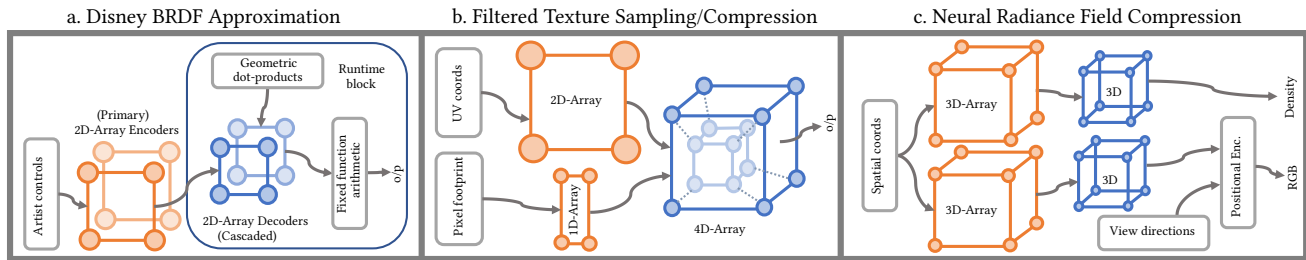 a. Disney BRDF Approximation
Artist controls
(Primary)
2D-Array Encoders
Geometric
dot-products
Runtime
block
2D-Array Decoders
(Cascaded)
Fixed function
arithmetic
o/p
b. Filtered Texture Sampling/Compression
UV coords
Pixel footprint
2D-Array
1D-Array
4D-Array
o/p
c. Neural Radiance Field Compression
Spatial coords
3D-Array
3D-Array
3D
3D
View directions
Positional Enc.
Density
RGB